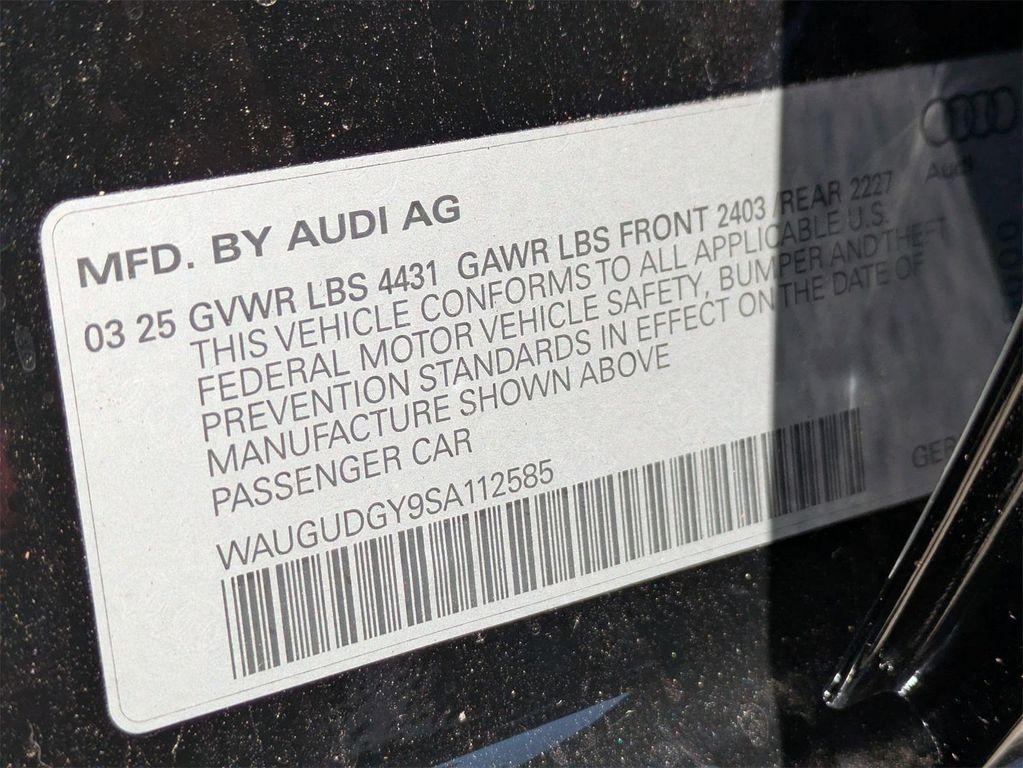 MFD. BY AUDI AG
03 25 GVWR LBS 4431 GAWR LBS FRONT 2403 /REAR 2227
THIS VEHICLE CONFORMS TO ALL APPLICABLE U.S.
FEDERAL MOTOR VEHICLE SAFETY, BUMPER AND THEFT
PREVENTION STANDARDS IN EFFECT ON THE DATE OF
MANUFACTURE SHOWN ABOVE
PASSENGER CAR
WAUGUDGY9SA112585
Audi
GER